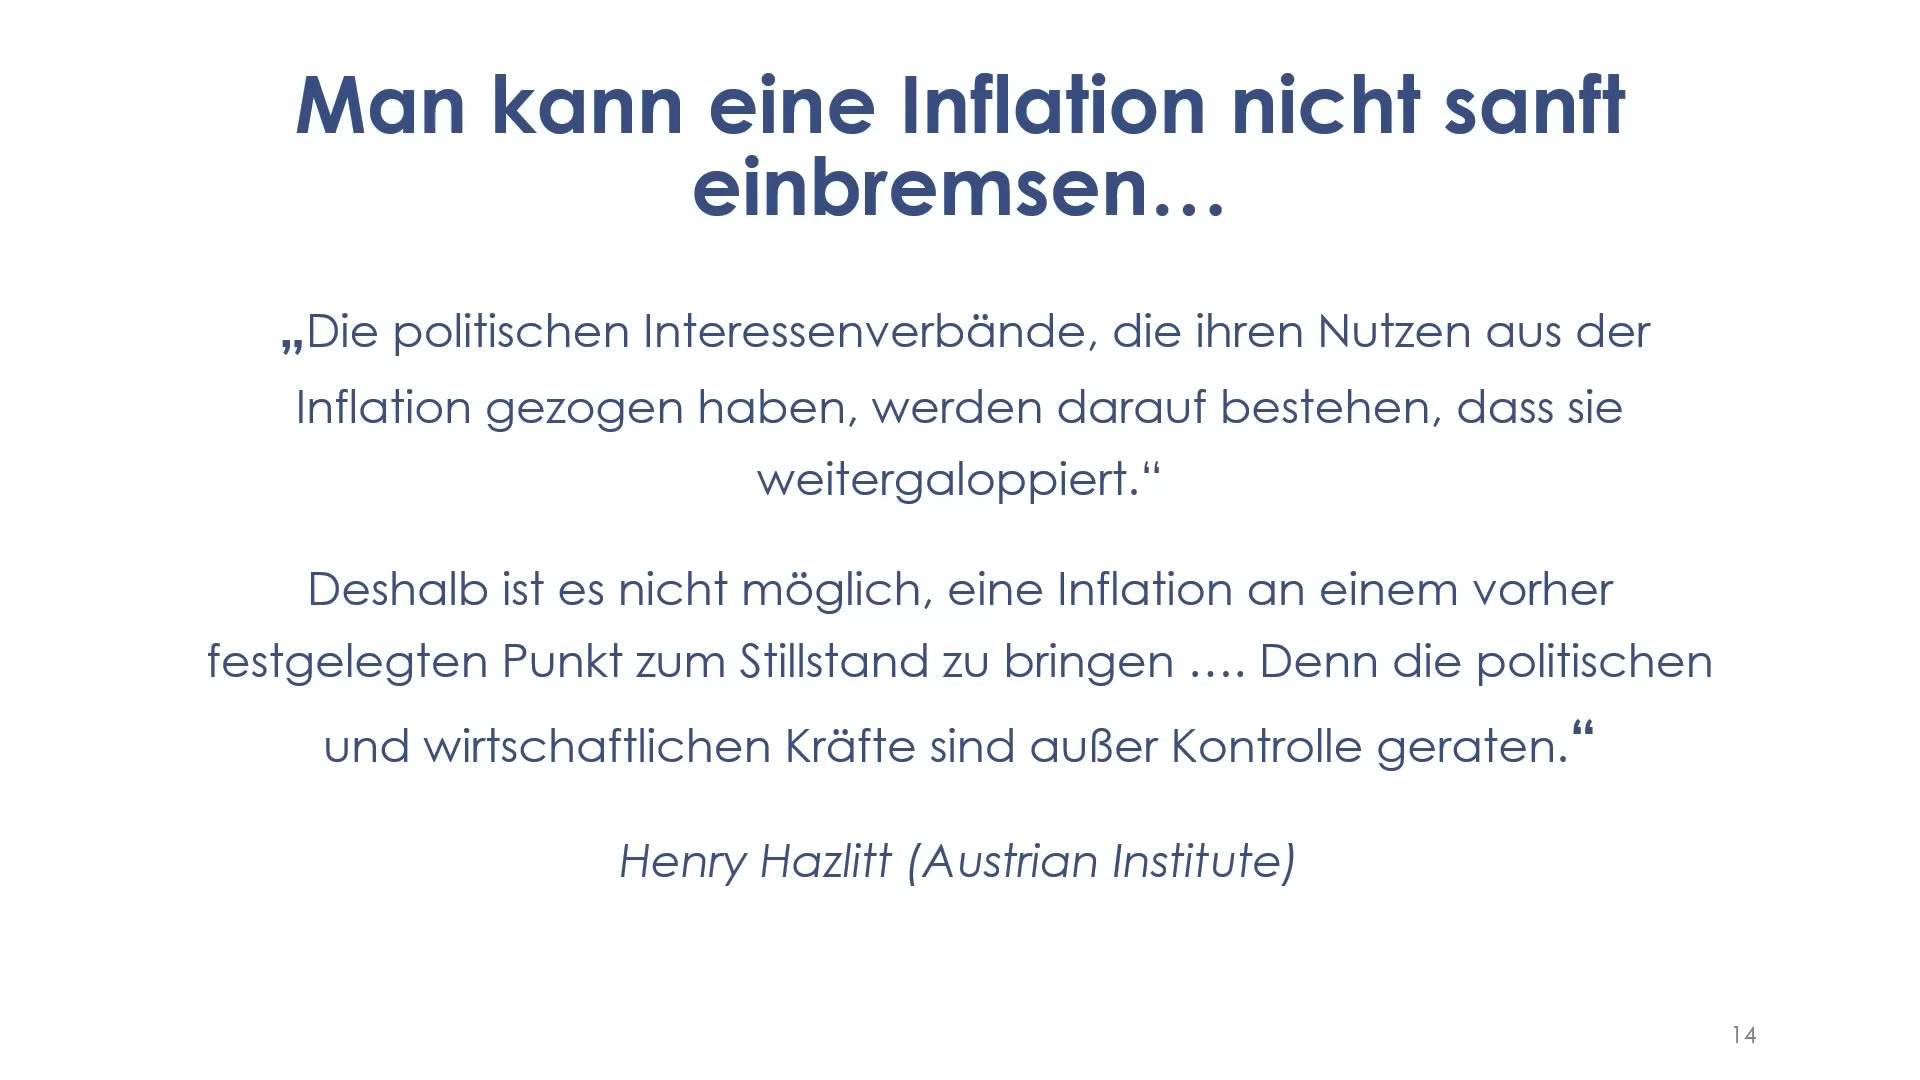 Man kann eine Inflation nicht sanft
einbremsen…
„Die politischen Interessenverbände, die ihren Nutzen aus der
Inflation gezogen haben, werden darauf bestehen, dass sie
weitergaloppiert.“
Deshalb ist es nicht möglich, eine Inflation an einem vorher
festgelegten Punkt zum Stillstand zu bringen …. Denn die politischen
und wirtschaftlichen Kräfte sind außer Kontrolle geraten.“
Henry Hazlitt (Austrian Institute)
14